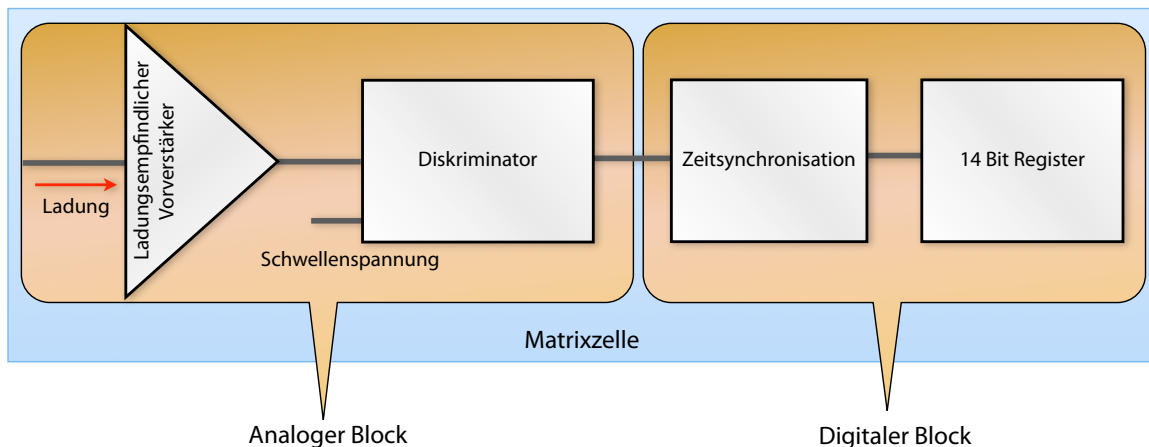 Ladungsempfindlicher
Vorverstärker
Ladung
Diskriminator
Schwellenspannung
Zeitsynchronisation
14 Bit Register
Matrixzelle
Analoger Block
Digitaler Block